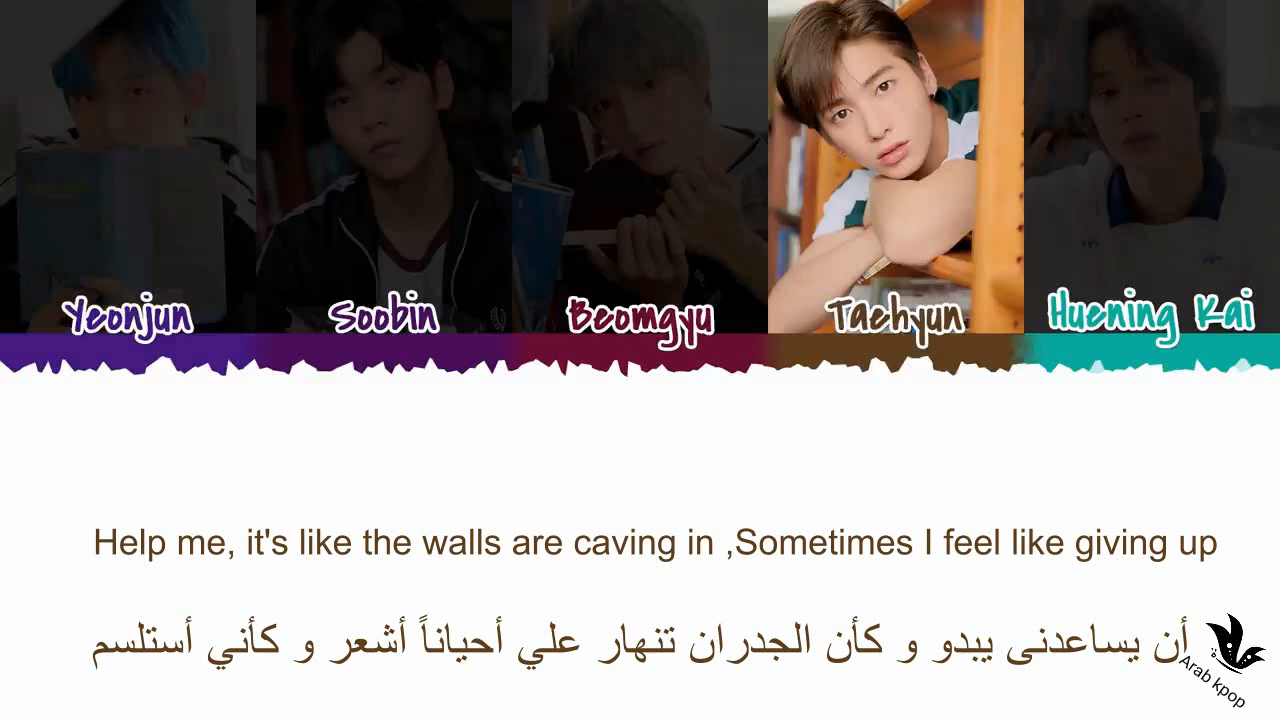 Yeonjun
Soobin
Beomgyu
Taehyun
Huening Kai
Help me, it's like the walls are caving in ,Sometimes I feel like giving up
أن يساعدنى يبدو و كأن الجدران تنهار علي أحياناً أشعر و كأني أستلسم
Arab kpop